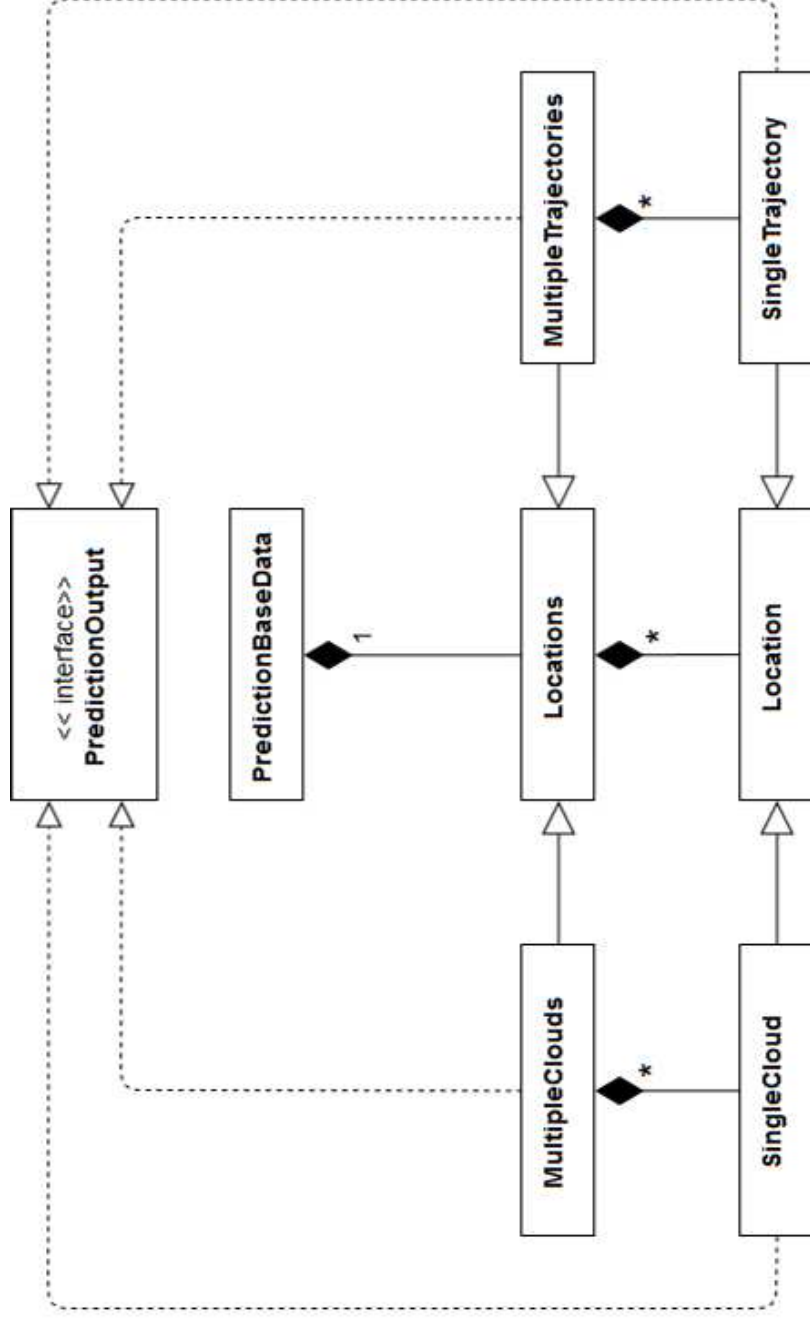 << interface>>
PredictionOutput
PredictionBaseData
1
MultipleClouds
Locations
MultipleTrajectories
*
*
*
SingleCloud
Location
SingleTrajectory